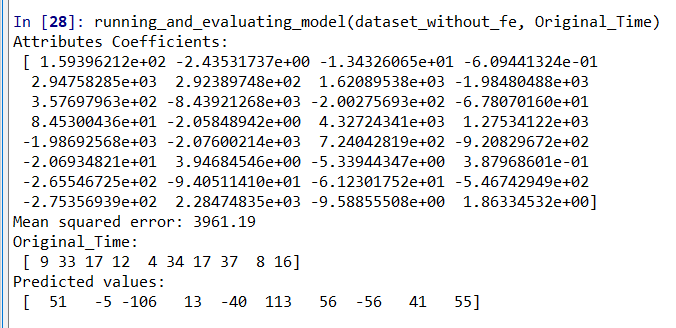 In [28]: running_and_evaluating_model(dataset_without_fe, Original_Time)
Attributes Coefficients:
 [ 1.59396212e+02 -2.43531737e+00 -1.34326065e+01 -6.09441324e-01
  2.94758285e+03  2.92389748e+02  1.62089538e+03 -1.98480488e+03
  3.57697963e+02 -8.43921268e+03 -2.00275693e+02 -6.78070160e+01
  8.45300436e+01 -2.05848942e+00  4.32724341e+03  1.27534122e+03
 -1.98692568e+03 -2.07600214e+03  7.24042819e+02 -9.20829672e+02
 -2.06934821e+01  3.94684546e+00 -5.33944347e+00  3.87968601e-01
 -2.65546725e+02 -9.40511410e+01 -6.12301752e+01 -5.46742949e+02
 -2.75356939e+02  2.28474835e+03 -9.58855508e+00  1.86334532e+00]
Mean squared error: 3961.19
Original_Time:
 [ 9 33 17 12  4 34 17 37  8 16]
Predicted values:
 [  51   -5 -106   13  -40  113   56  -56   41   55]